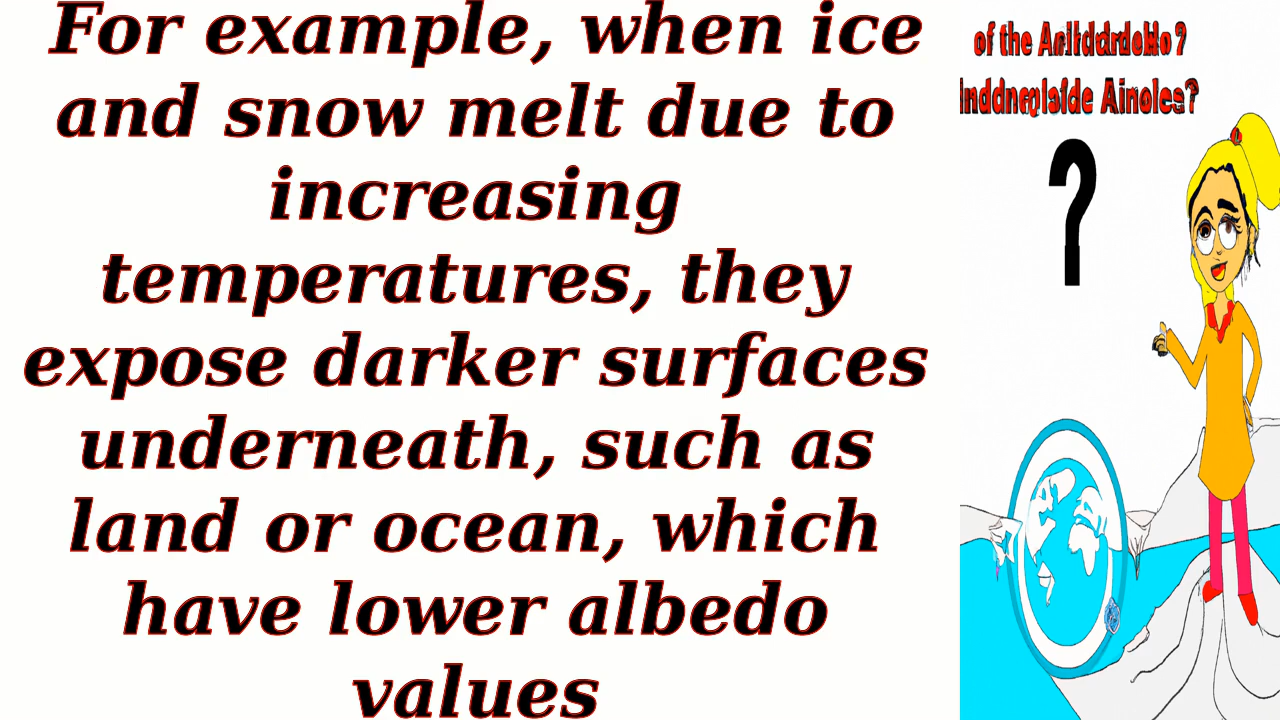 For example, when ice
and snow melt due to
increasing
temperatures, they
expose darker surfaces
underneath, such as
land or ocean, which
have lower albedo
values
of the
?